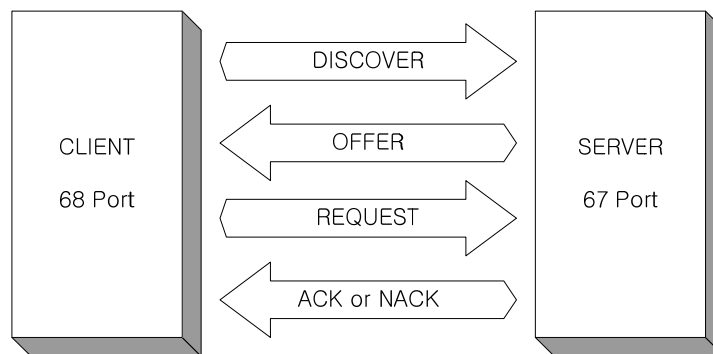 DISCOVER
OFFER
REQUEST
ACK or NACK
CLIENT
68 Port
SERVER
67 Port